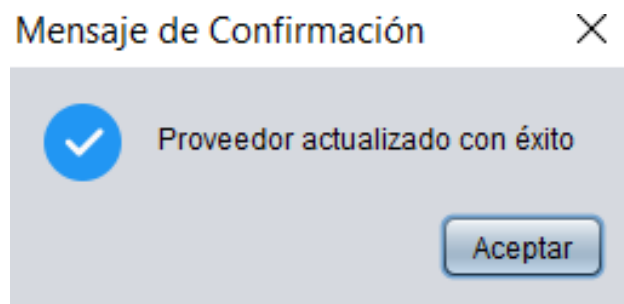 Mensaje de Confirmación
Proveedor actualizado con éxito
Aceptar